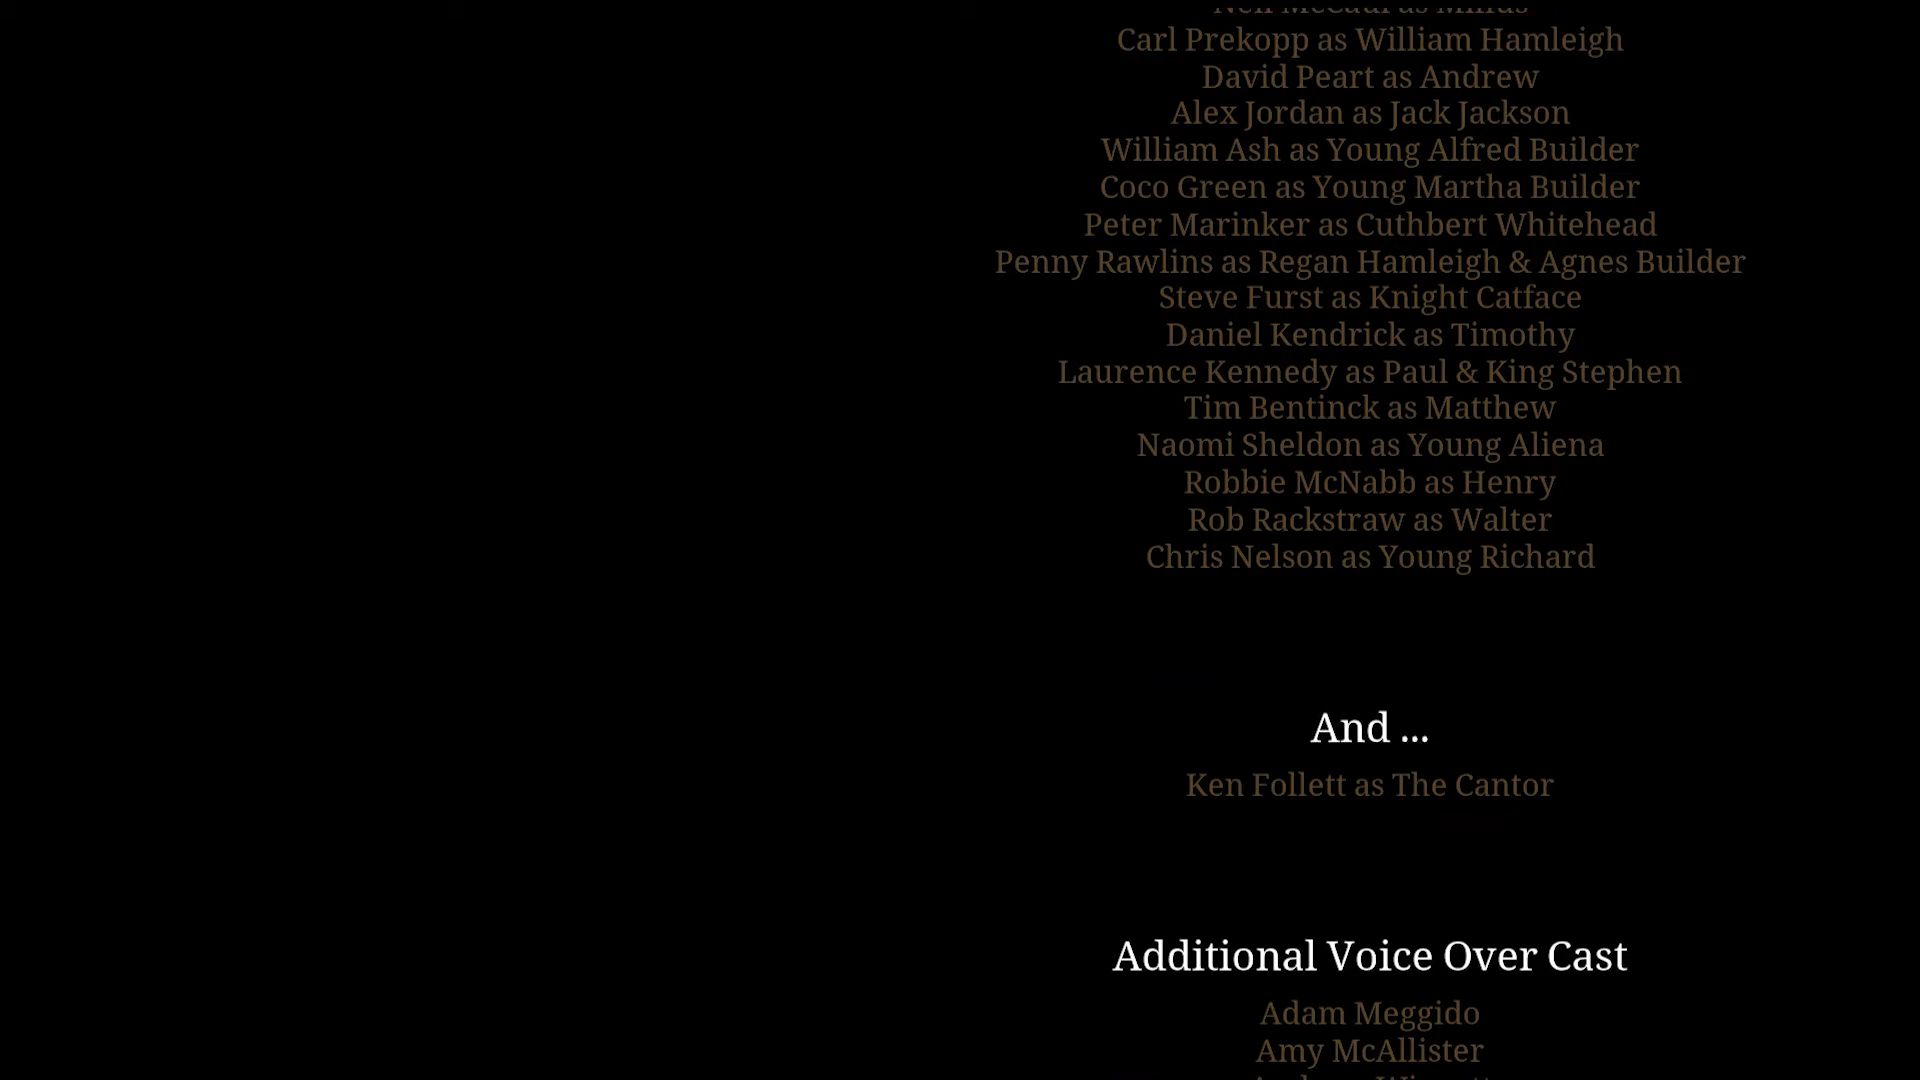 Carl Prekopp as William Hamleigh
David Peart as Andrew
Alex Jordan as Jack Jackson
William Ash as Young Alfred Builder
Coco Green as Young Martha Builder
Peter Marinker as Cuthbert Whitehead
Penny Rawlins as Regan Hamleigh & Agnes Builder
Steve Furst as Knight Catface
Daniel Kendrick as Timothy
Laurence Kennedy as Paul & King Stephen
Tim Bentinck as Matthew
Naomi Sheldon as Young Aliena
Robbie McNabb as Henry
Rob Rackstraw as Walter
Chris Nelson as Young Richard
And ...
Ken Follett as The Cantor
Additional Voice Over Cast
Adam Meggido
Amy McAllister